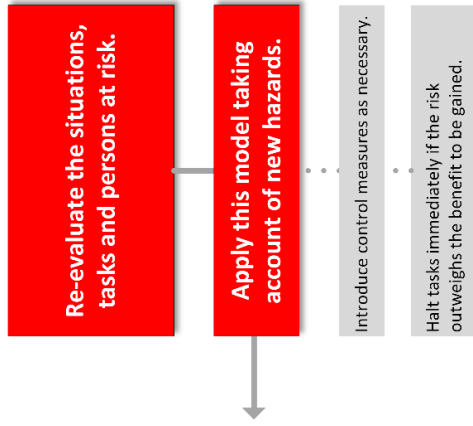 Re-evaluate the situations,
tasks and persons at risk.
Apply this model taking
account of new hazards.
Introduce control measures as necessary.
Halt tasks immediately if the risk
outweighs the benefit to be gained.